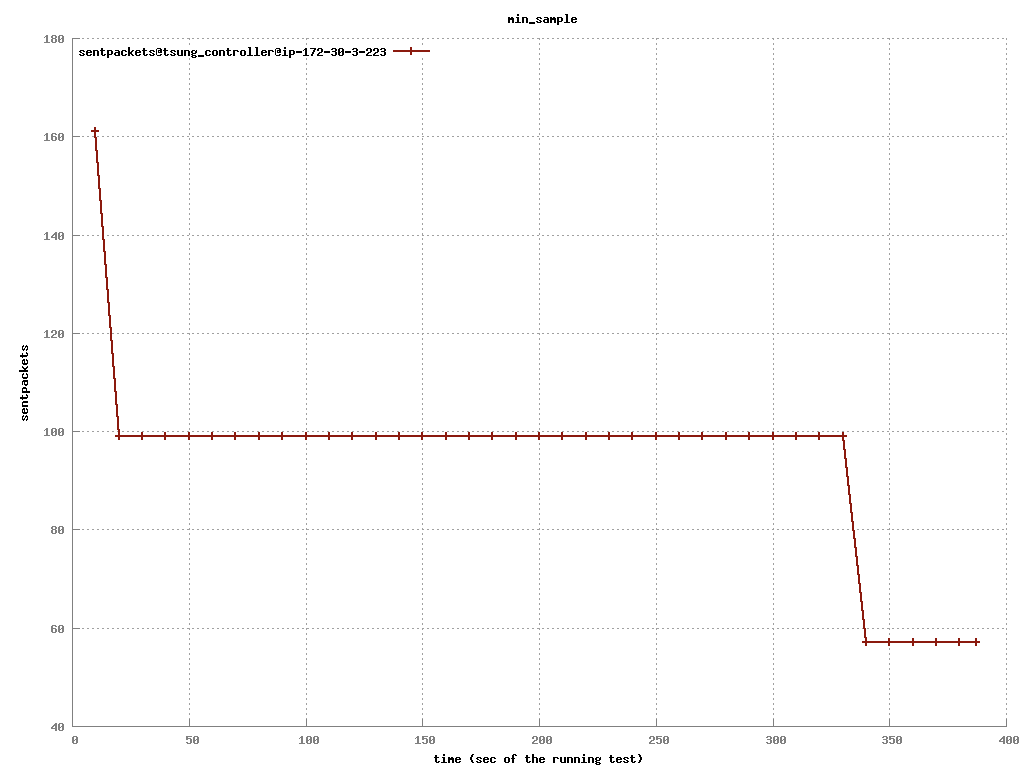 min_sample
180
sentpackets@tsung_controller@ip-172-30-3-223
160
140
120
sentpackets
100
80
60
40
0 50 100 150 200 250 300 350 400
time (sec of the running test)